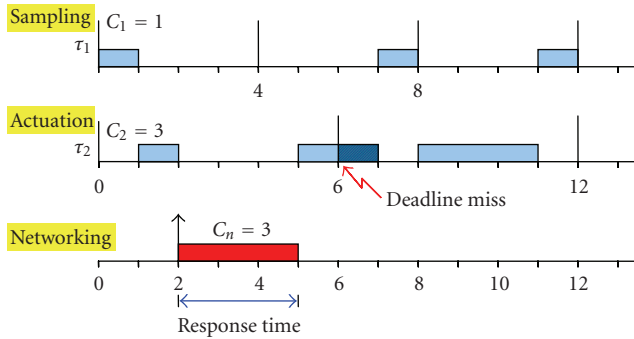 Sampling
C₁ = 1
τ₁
4
8
Actuation
C₂ = 3
τ₂
0
6
12
Deadline miss
Networking
Cₙ = 3
0
2
4
6
8
10
12
Response time